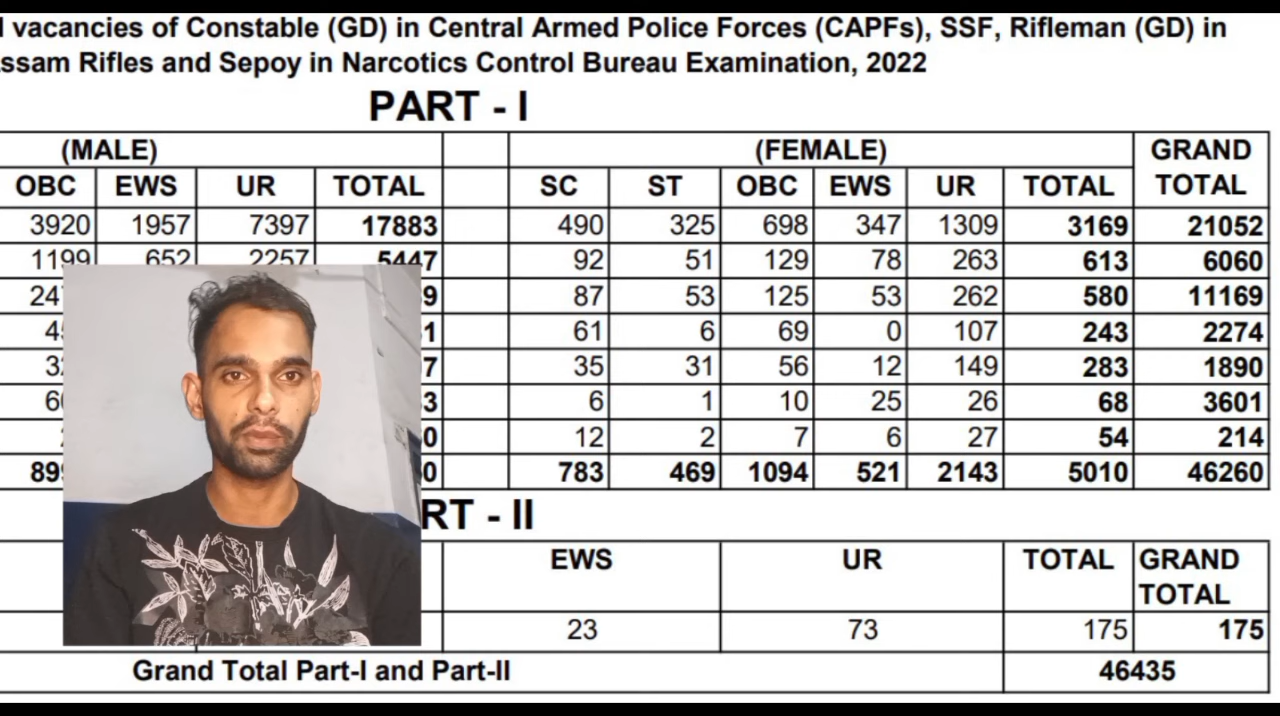 vacancies of Constable (GD) in Central Armed Police Forces (CAPFs), SSF, Rifleman (GD) in
ssam Rifles and Sepoy in Narcotics Control Bureau Examination, 2022
PART - I
(MALE) (FEMALE) GRAND TOTAL
OBC EWS UR TOTAL SC ST OBC EWS UR TOTAL
3920 1957 7397 17883 490 325 698 347 1309 3169 21052
1199 652 2257 5447 92 51 129 78 263 613 6060
87 53 125 53 262 580 11169
61 6 69 0 107 243 2274
35 31 56 12 149 283 1890
6 1 10 25 26 68 3601
12 2 7 6 27 54 214
783 469 1094 521 2143 5010 46260
RT - II
EWS UR TOTAL GRAND TOTAL
23 73 175 175
Grand Total Part-I and Part-II 46435